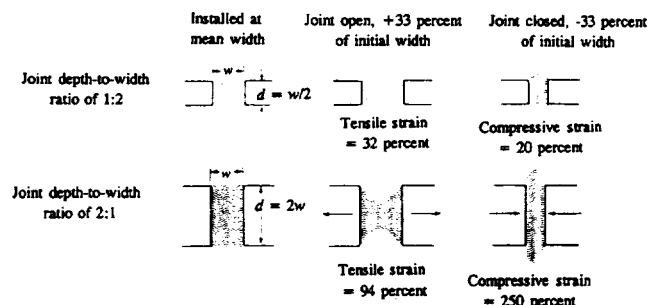 Installed at
mean width
Joint open, +33 percent
of initial width
Joint closed, -33 percent
of initial width
Joint depth-to-width
ratio of 1:2
w
d = w/2
Tensile strain
= 32 percent
Compressive strain
= 20 percent
Joint depth-to-width
ratio of 2:1
w
d = 2w
Tensile strain
= 94 percent
Compressive strain
= 250 percent